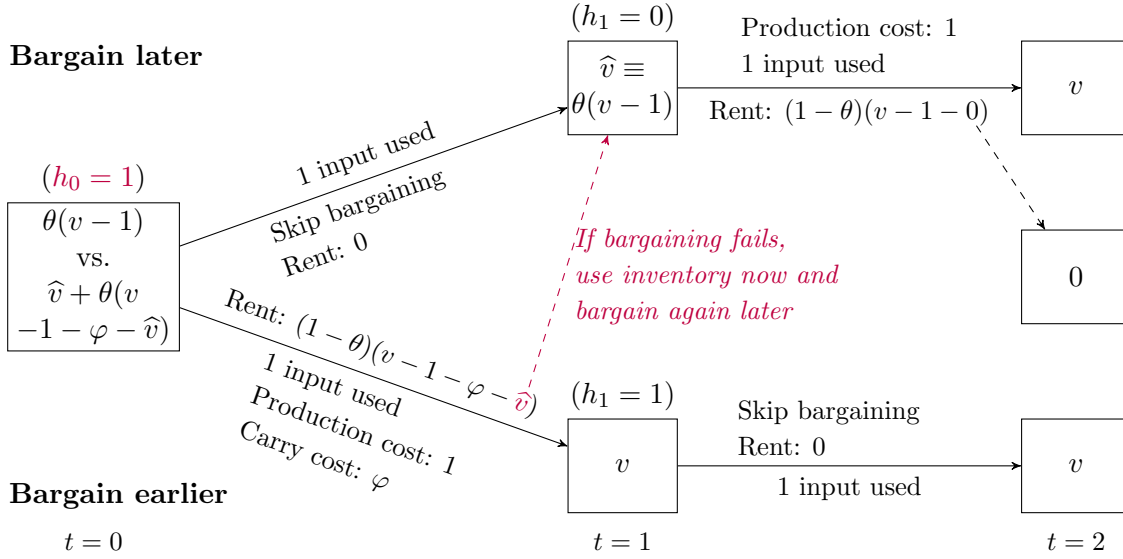 (h₁ = 0)
Production cost: 1
Bargain later
1 input used
v̂ ≡
θ(v − 1)
v
Rent: (1−θ)(v−1−0)
1 input used
(h₀ = 1)
Skip bargaining
Rent: 0
θ(v − 1)
vs.
v̂ + θ(v
−1 − φ − v̂)
If bargaining fails,
use inventory now and
bargain again later
0
Rent: (1−θ)(v − 1 − φ − v̂)
1 input used
Production cost: 1
Carry cost: φ
(h₁ = 1)
Skip bargaining
Rent: 0
v
v
1 input used
Bargain earlier
t = 0
t = 1
t = 2